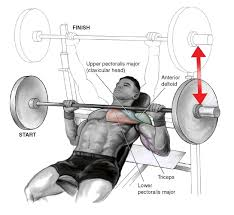 FINISH
Upper pectoralis major
(clavicular head)
Anterior
deltoid
START
Triceps
Lower
pectoralis major